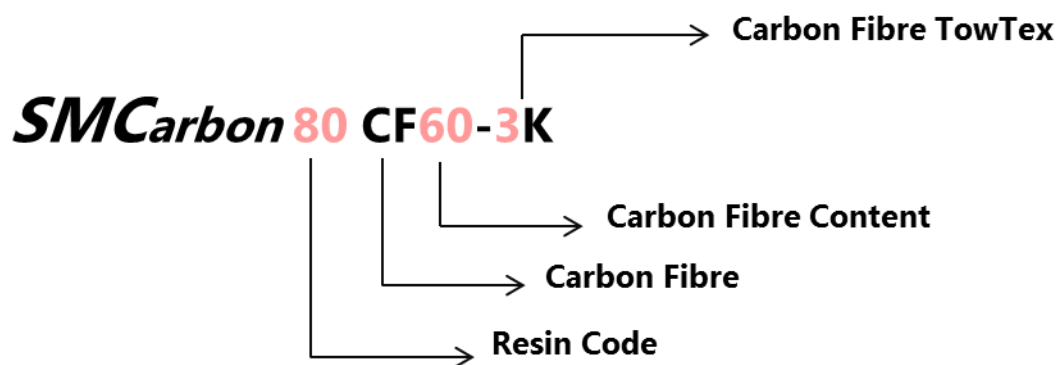 Carbon Fibre TowTex
SMCarbon 80 CF60-3K
Carbon Fibre Content
Carbon Fibre
Resin Code